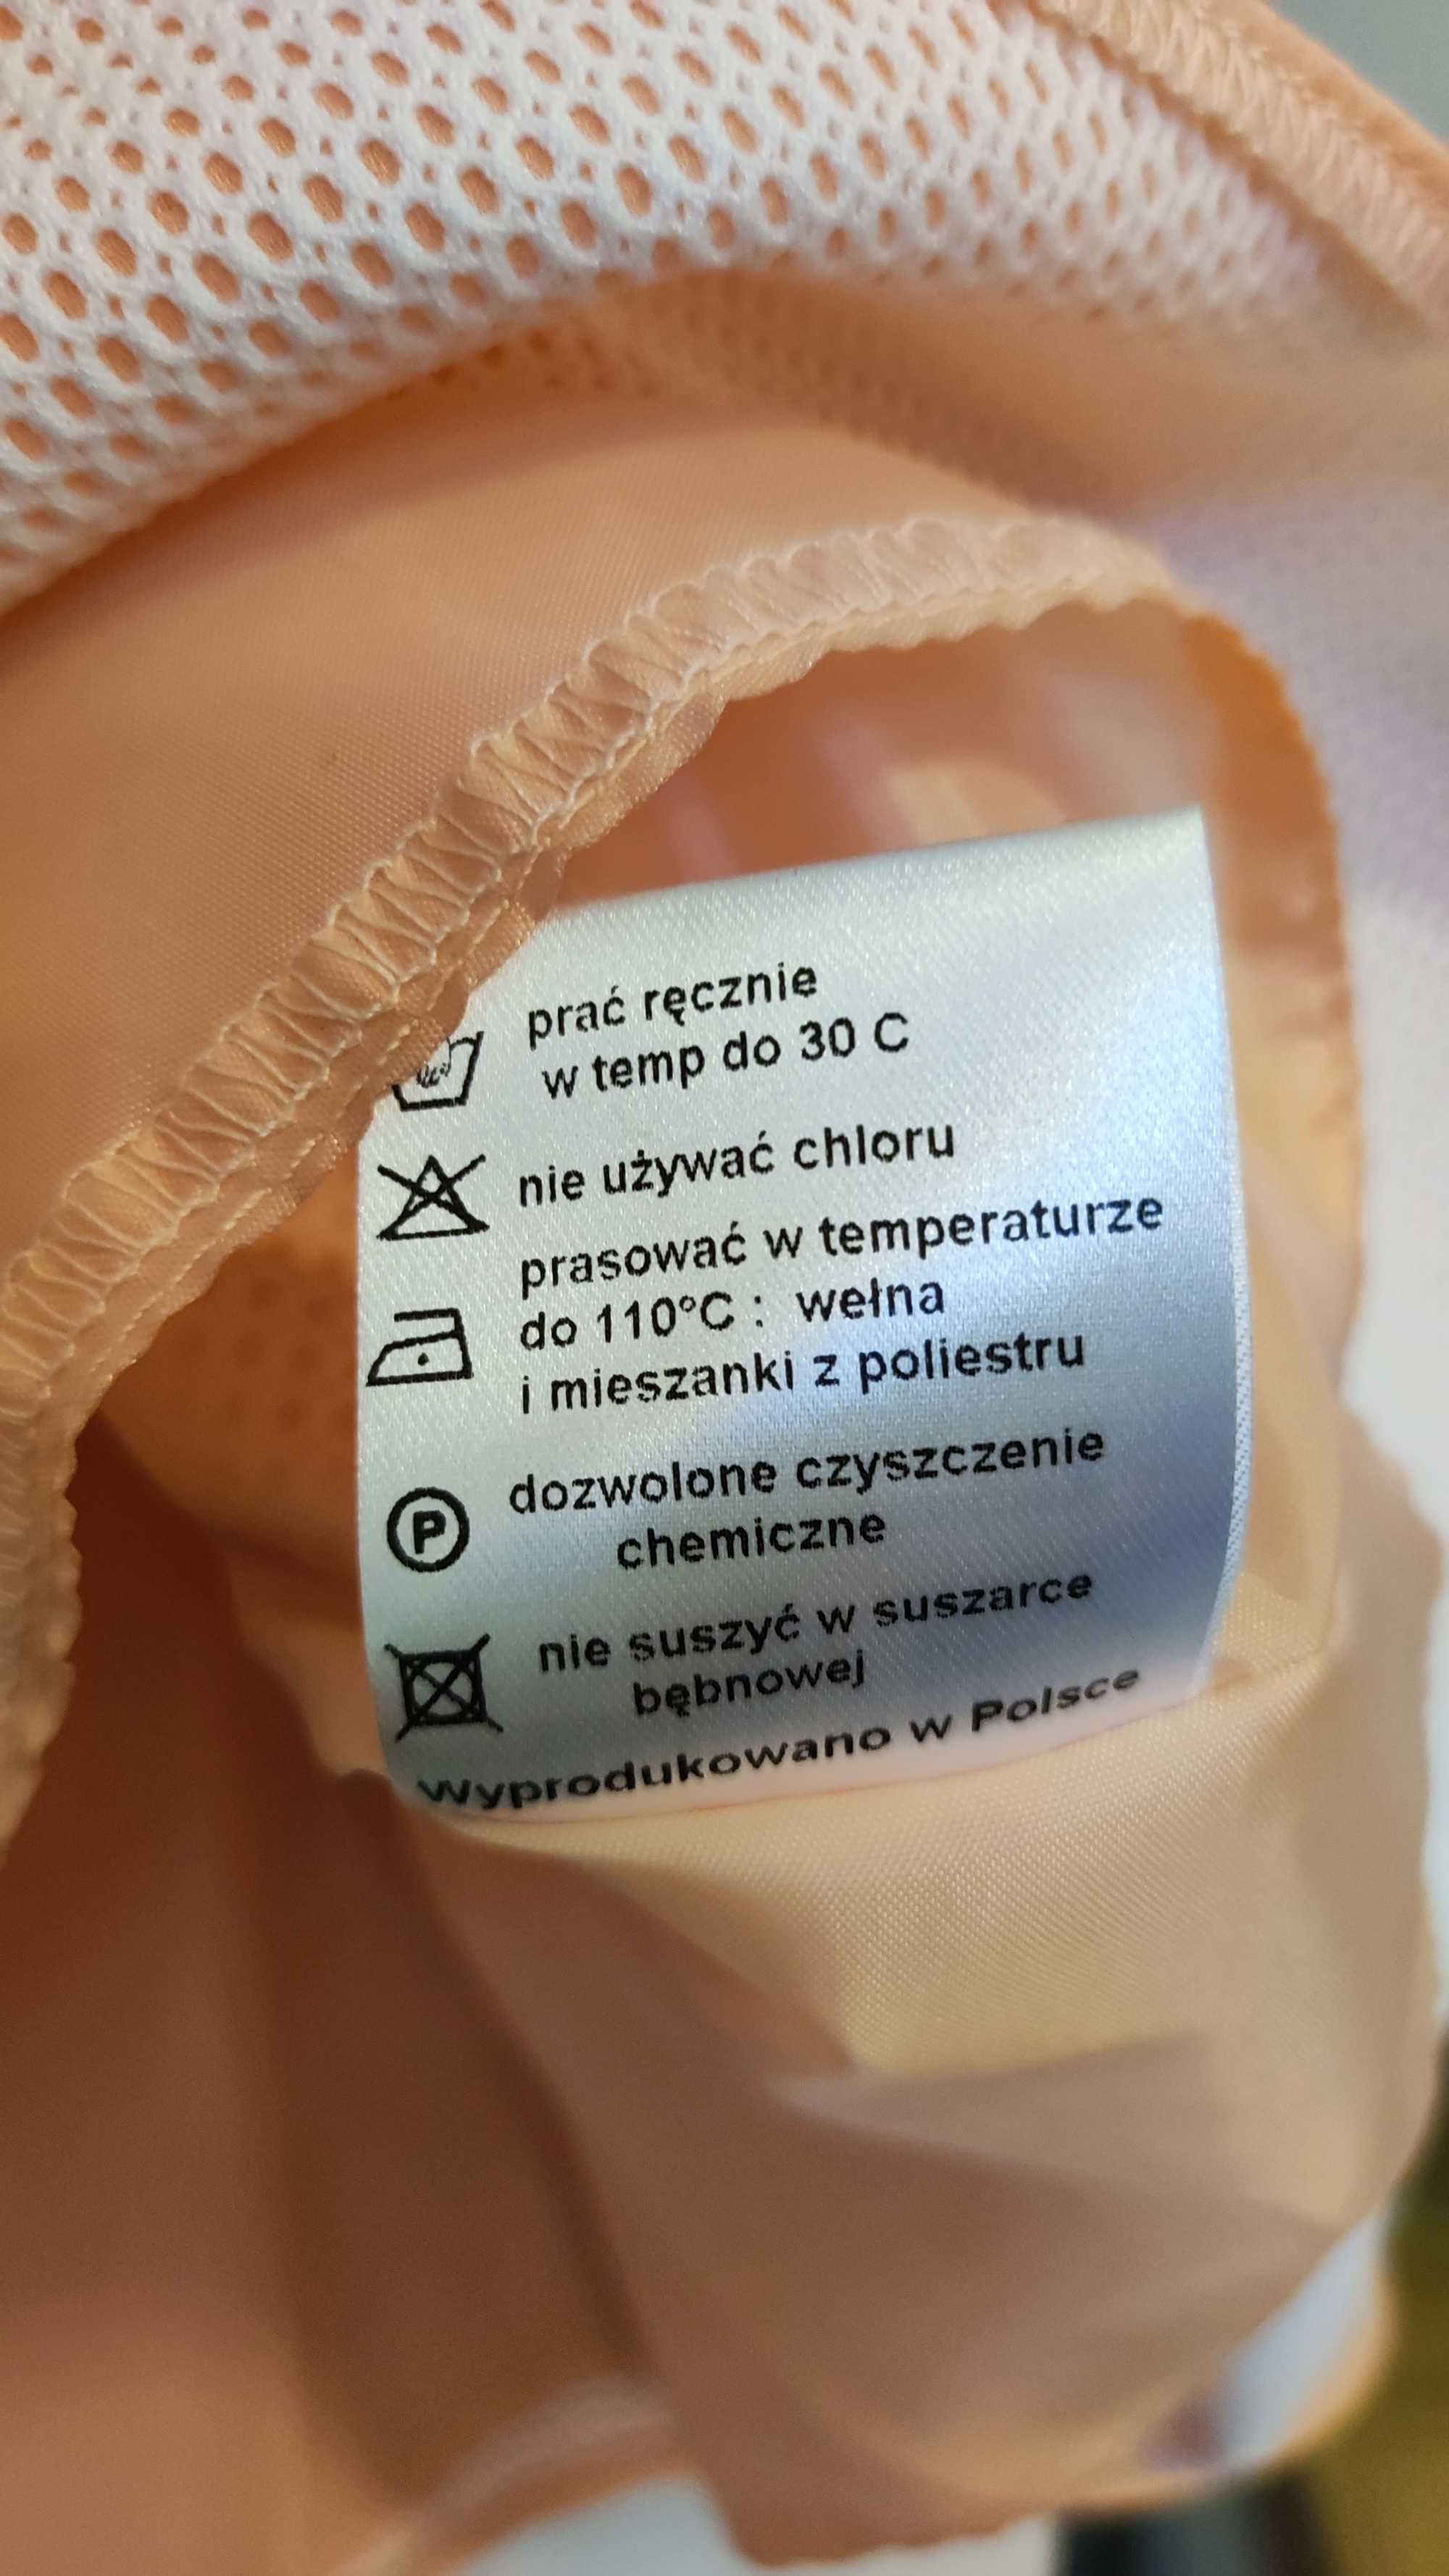 prać ręcznie
w temp do 30 C
nie używać chloru
prasować w temperaturze
do 110°C : wełna
i mieszanki z poliestru
P
dozwolone czyszczenie
chemiczne
nie suszyć w suszarce
bębnowej
Wyprodukowano w Polsce